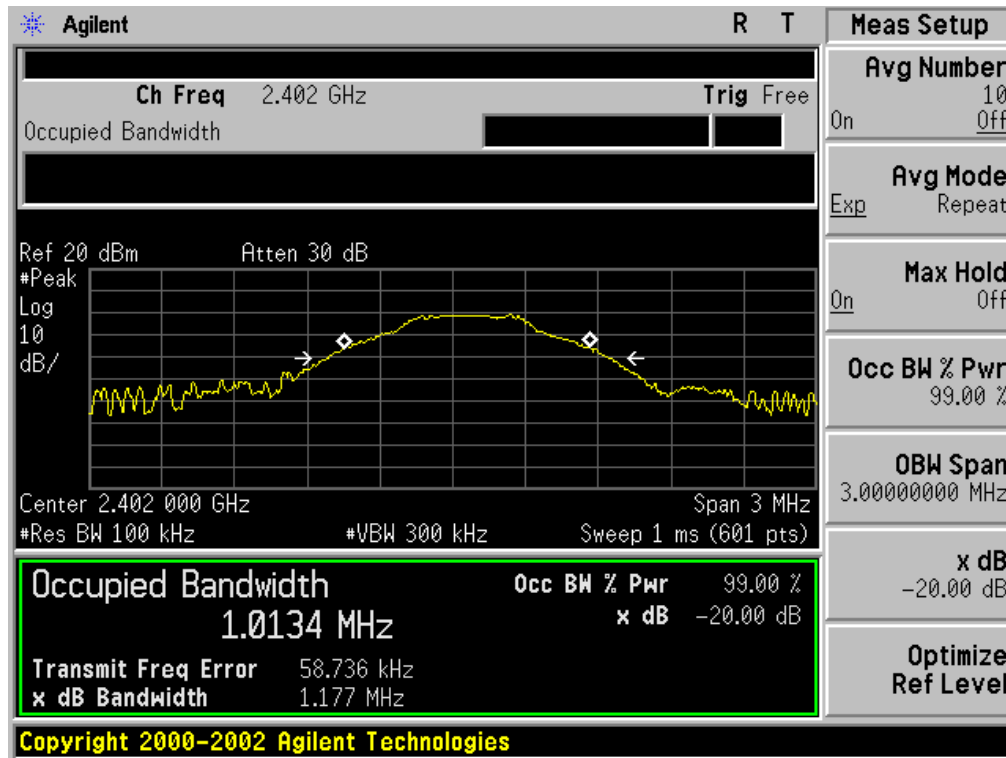 Agilent R T
Ch Freq 2.402 GHz Trig Free
Occupied Bandwidth
Ref 20 dBm Atten 30 dB
#Peak
Log
10
dB/
Center 2.402 000 GHz Span 3 MHz
#Res BW 100 kHz #VBW 300 kHz Sweep 1 ms (601 pts)
Occupied Bandwidth
1.0134 MHz
Occ BW % Pwr 99.00 %
x dB -20.00 dB
Transmit Freq Error 58.736 kHz
x dB Bandwidth 1.177 MHz
Copyright 2000-2002 Agilent Technologies
Meas Setup
Avg Number
10
On Off
Avg Mode
Exp Repeat
Max Hold
On Off
Occ BW % Pwr
99.00 %
OBW Span
3.00000000 MHz
x dB
-20.00 dB
Optimize
Ref Level